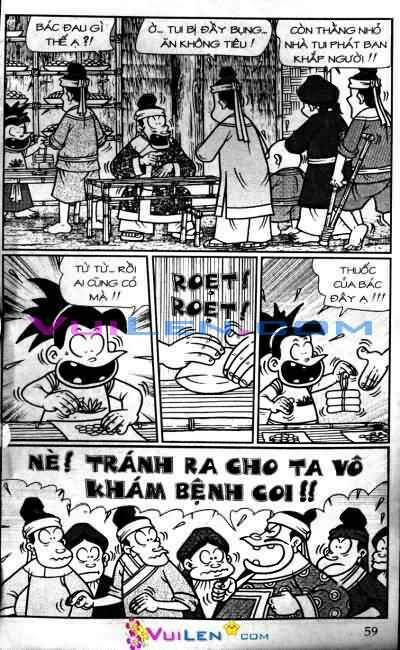 BÁC ĐAU GÌ
THẾ Ạ?!
Ờ... TUI BỊ ĐẦY BỤNG...
ĂN KHÔNG TIÊU!
CÒN THẰNG NHỎ
NHÀ TUI PHÁT BAN
KHẮP NGƯỜI!!
TỪ TỪ... RỒI
AI CŨNG CÓ
MÀ!!
ROẸT!
ROẸT!
THUỐC
CỦA BÁC
ĐÂY Ạ!!!
VUILEN.COM
NÈ! TRÁNH RA CHO TA VÔ
KHÁM BỆNH COI!!
59
VUILEN.COM